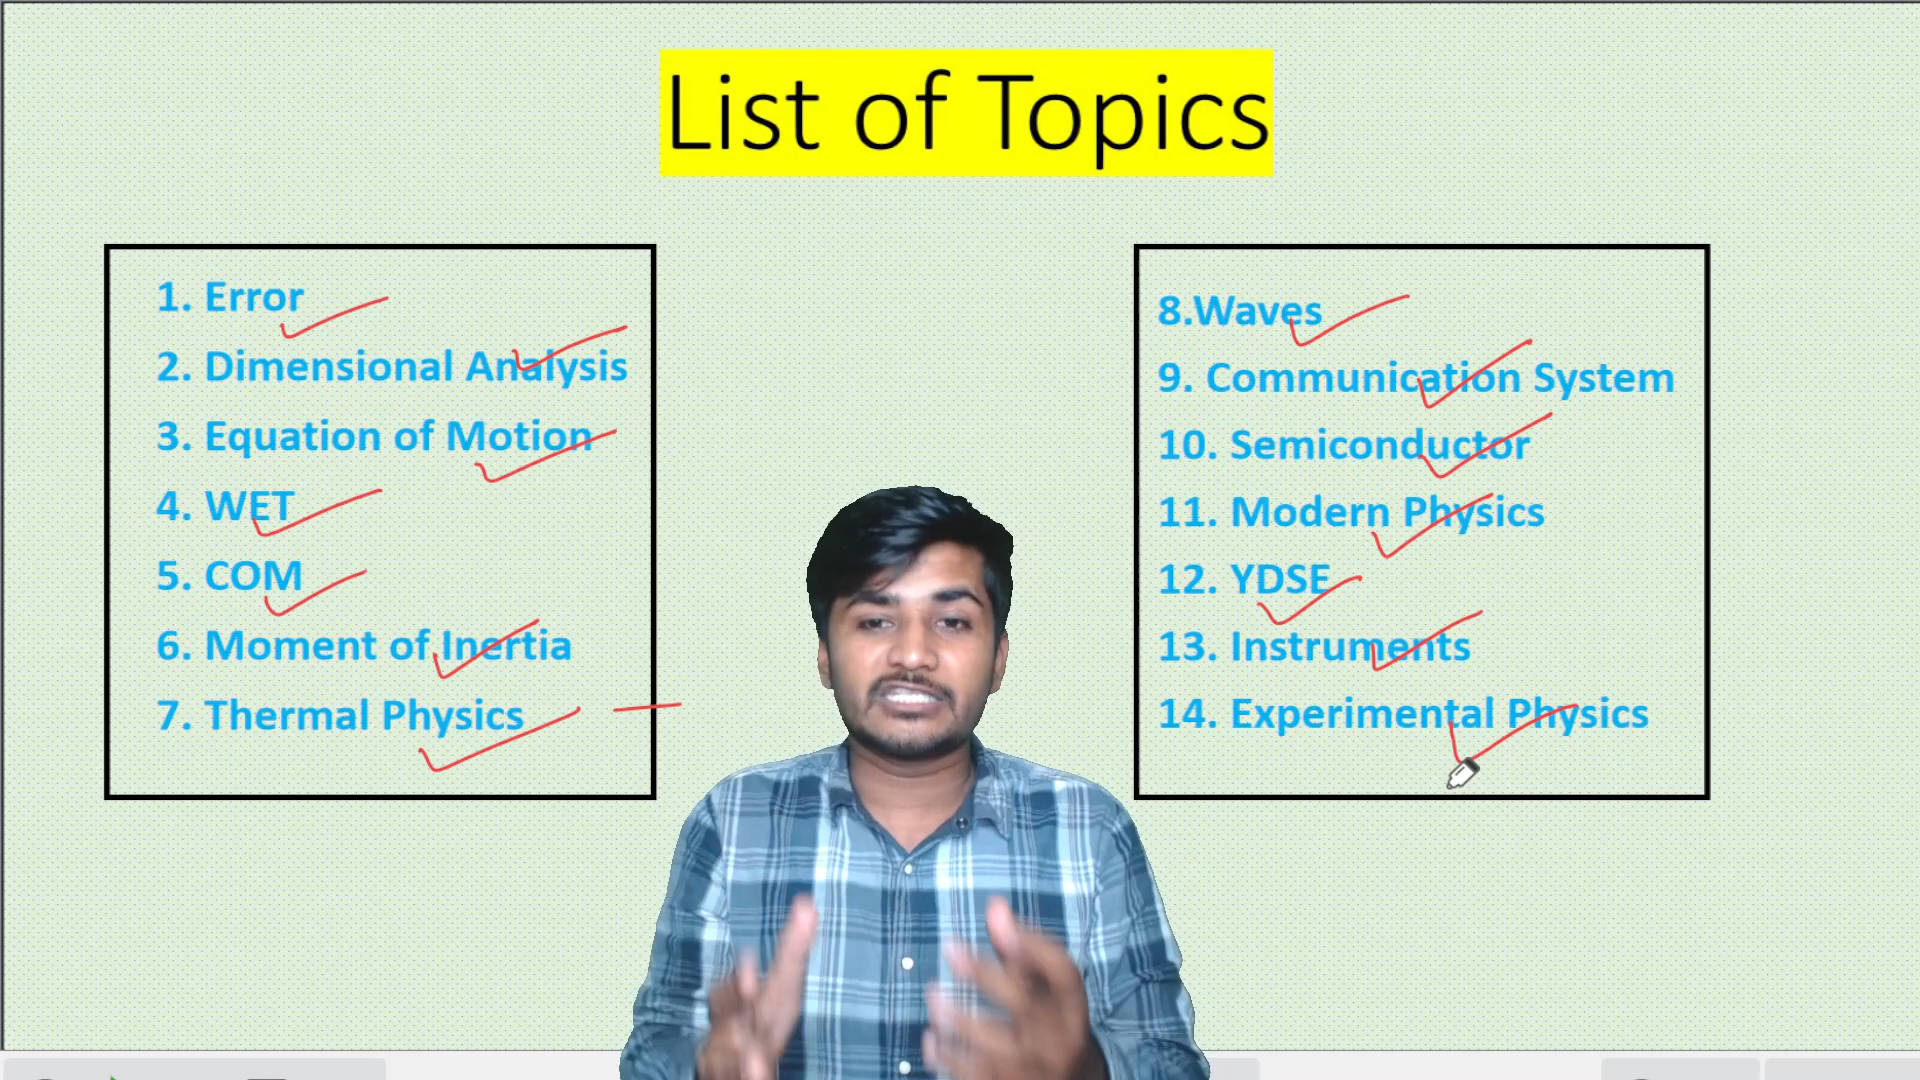 List of Topics
1. Error
2. Dimensional Analysis
3. Equation of Motion
4. WET
5. COM
6. Moment of Inertia
7. Thermal Physics
8.Waves
9. Communication System
10. Semiconductor
11. Modern Physics
12. YDSE
13. Instruments
14. Experimental Physics